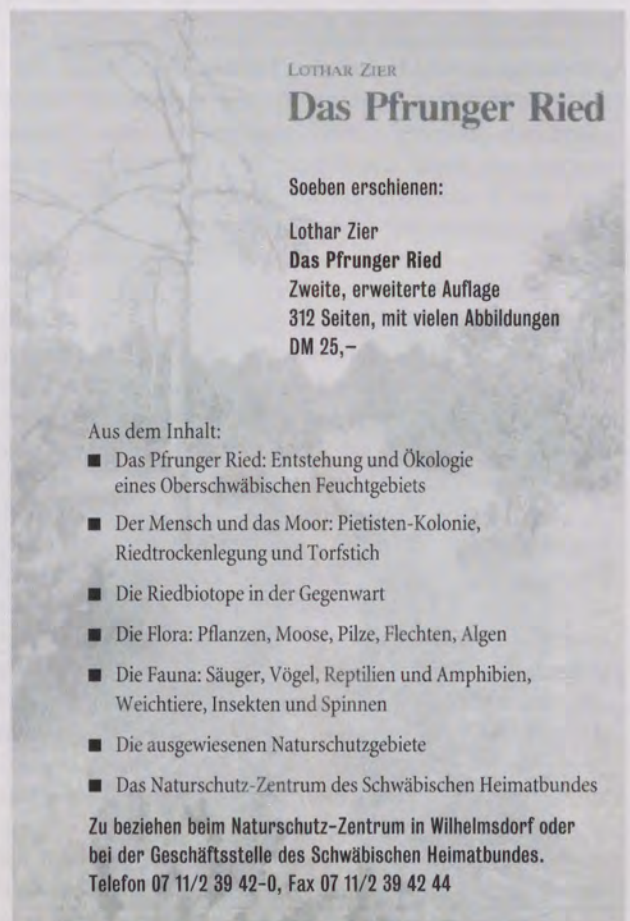 LOTHAR ZIER
Das Pfrunger Ried
Soeben erschienen:
Lothar Zier
Das Pfrunger Ried
Zweite, erweiterte Auflage
312 Seiten, mit vielen Abbildungen
DM 25,–
Aus dem Inhalt:
■ Das Pfrunger Ried: Entstehung und Ökologie
eines Oberschwäbischen Feuchtgebiets
■ Der Mensch und das Moor: Pietisten-Kolonie,
Riedtrockenlegung und Torfstich
■ Die Riedbiotope in der Gegenwart
■ Die Flora: Pflanzen, Moose, Pilze, Flechten, Algen
■ Die Fauna: Säuger, Vögel, Reptilien und Amphibien,
Weichtiere, Insekten und Spinnen
■ Die ausgewiesenen Naturschutzgebiete
■ Das Naturschutz-Zentrum des Schwäbischen Heimatbundes
Zu beziehen beim Naturschutz-Zentrum in Wilhelmsdorf oder
bei der Geschäftsstelle des Schwäbischen Heimatbundes.
Telefon 07 11/2 39 42-0, Fax 07 11/2 39 42 44